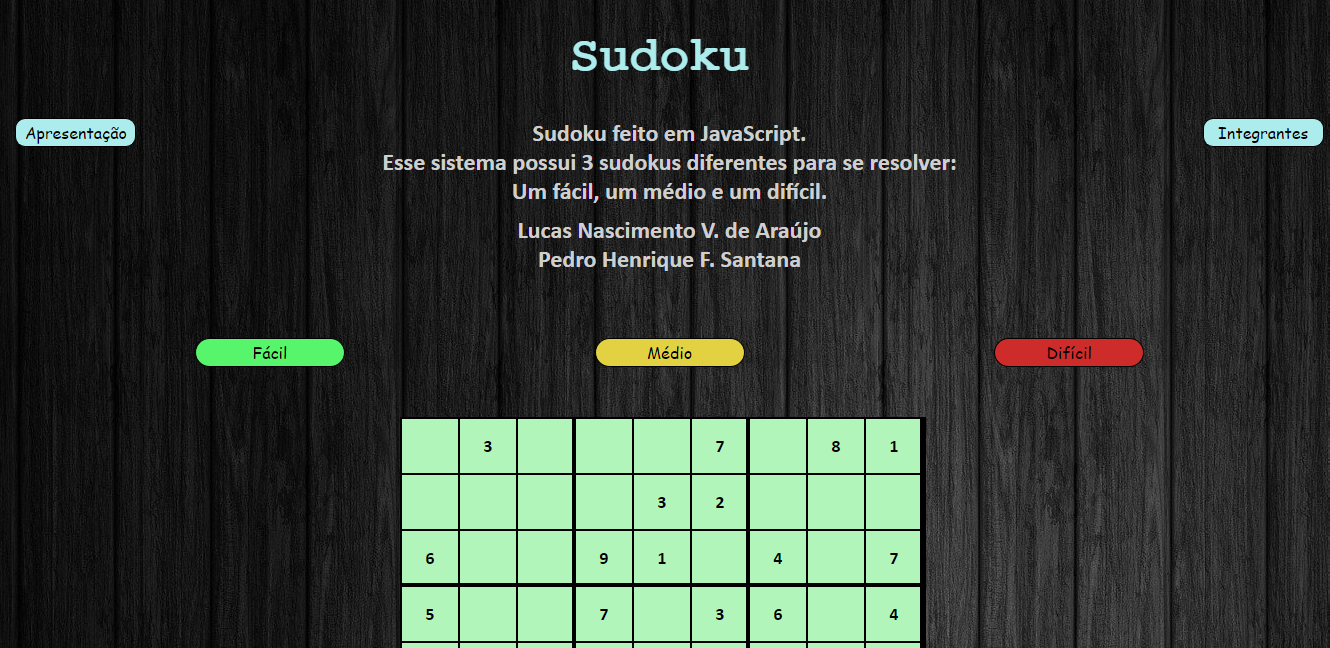 Sudoku
Apresentação
Integrantes
Sudoku feito em JavaScript.
Esse sistema possui 3 sudokus diferentes para se resolver:
Um fácil, um médio e um difícil.
Lucas Nascimento V. de Araújo
Pedro Henrique F. Santana
Fácil
Médio
Difícil
3 7 8 1
3 2
6 9 1 4 7
5 7 3 6 4